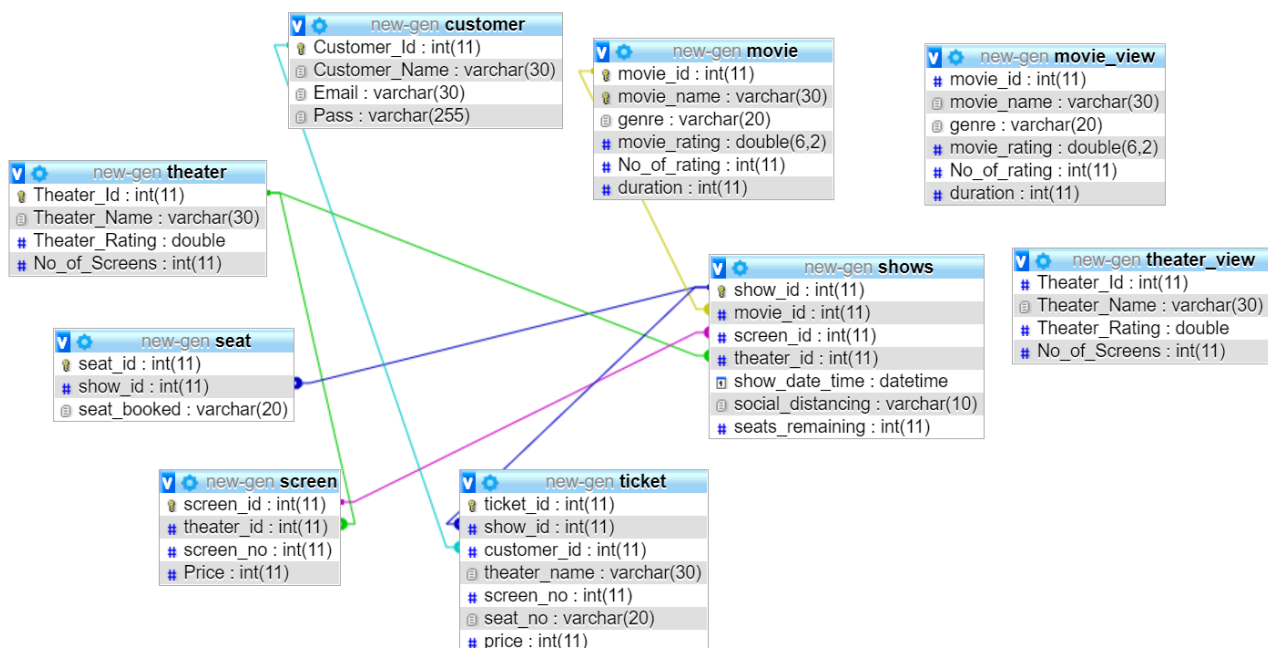 new-gen customer
Customer_Id : int(11)
Customer_Name : varchar(30)
Email : varchar(30)
Pass : varchar(255)
new-gen movie
movie_id : int(11)
movie_name : varchar(30)
genre : varchar(20)
movie_rating : double(6,2)
No_of_rating : int(11)
duration : int(11)
new-gen movie_view
movie_id : int(11)
movie_name : varchar(30)
genre : varchar(20)
movie_rating : double(6,2)
No_of_rating : int(11)
duration : int(11)
new-gen theater
Theater_Id : int(11)
Theater_Name : varchar(30)
Theater_Rating : double
No_of_Screens : int(11)
new-gen shows
show_id : int(11)
movie_id : int(11)
screen_id : int(11)
theater_id : int(11)
show_date_time : datetime
social_distancing : varchar(10)
seats_remaining : int(11)
new-gen theater_view
Theater_Id : int(11)
Theater_Name : varchar(30)
Theater_Rating : double
No_of_Screens : int(11)
new-gen seat
seat_id : int(11)
show_id : int(11)
seat_booked : varchar(20)
new-gen screen
screen_id : int(11)
theater_id : int(11)
screen_no : int(11)
Price : int(11)
new-gen ticket
ticket_id : int(11)
show_id : int(11)
customer_id : int(11)
theater_name : varchar(30)
screen_no : int(11)
seat_no : varchar(20)
price : int(11)